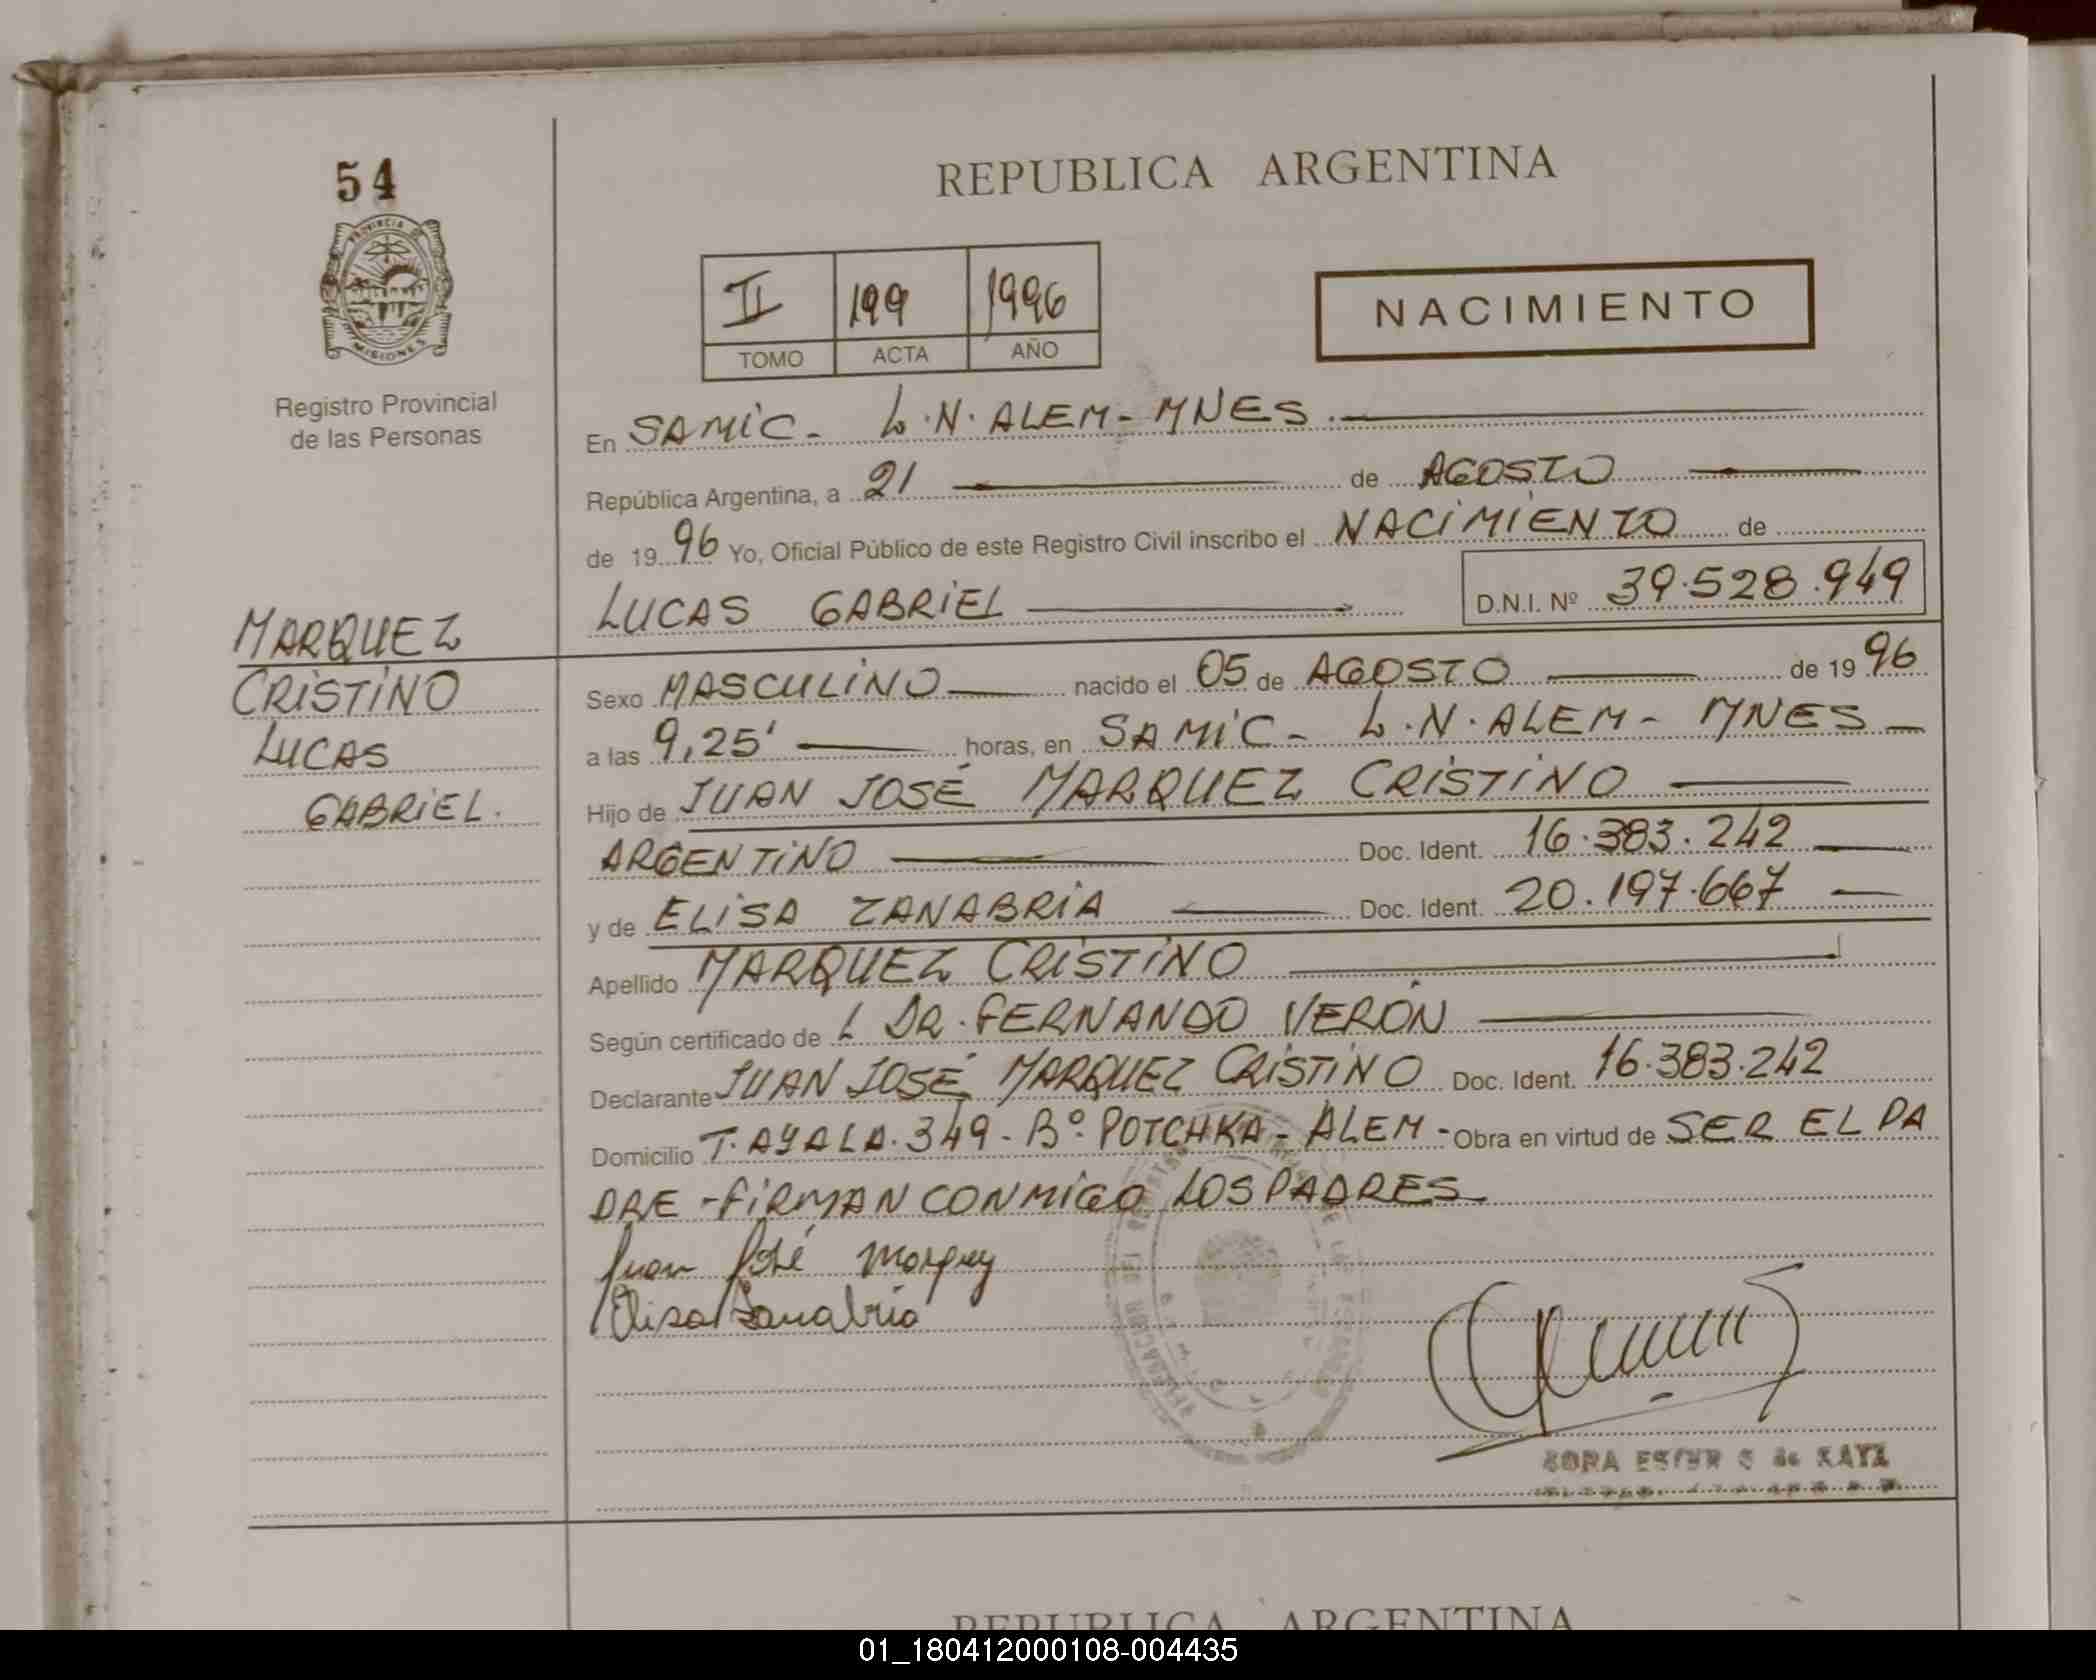 54
PROVINCIA DE
MISIONES
Registro Provincial
de las Personas
REPUBLICA ARGENTINA
II 199 1996
TOMO ACTA AÑO
NACIMIENTO
En SAMIC - L.N. ALEM - MNES
República Argentina, a 21 de AGOSTO
de 1996 Yo, Oficial Público de este Registro Civil inscribo el NACIMIENTO de
LUCAS GABRIEL D.N.I. Nº 39.528.949
MARQUEZ
CRISTINO
LUCAS
GABRIEL.
Sexo MASCULINO nacido el 05 de AGOSTO de 1996
a las 9,25' horas, en SAMIC - L.N. ALEM - MNES
Hijo de JUAN JOSÉ MARQUEZ CRISTINO
ARGENTINO Doc. Ident. 16.383.242
y de ELISA ZANABRIA Doc. Ident. 20.197.667
Apellido MARQUEZ CRISTINO
Según certificado de L DR. FERNANDO VERÓN
Declarante JUAN JOSÉ MARQUEZ CRISTINO Doc. Ident. 16.383.242
Domicilio T. AYALA. 349 - Bº. POTCHKA - ALEM - Obra en virtud de SER EL PA
DRE - FIRMAN CONMIGO LOS PADRES
Juan José Marquez
Elisa Zanabria
REPUBLICA ARGENTINA
01_180412000108-004435